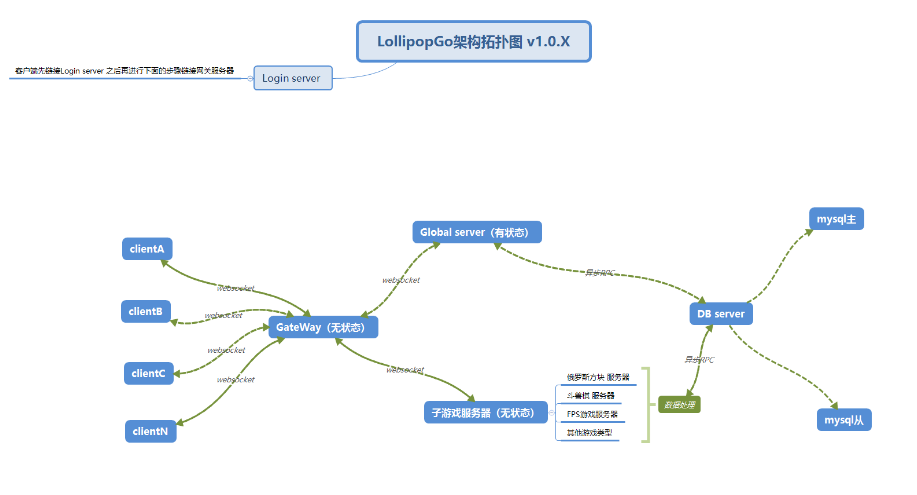 LollipopGo架构拓扑图 v1.0.X
客户端先链接Login server 之后再进行下面的步骤链接网关服务器
Login server
mysql主
Global server（有状态）
clientA
异步RPC
websocket
websocket
clientB
websocket
DB server
GateWay（无状态）
websocket
异步RPC
clientC
websocket
websocket
俄罗斯方块 服务器
斗兽棋 服务器
数据处理
子游戏服务器（无状态）
FPS游戏服务器
mysql从
clientN
其他游戏类型